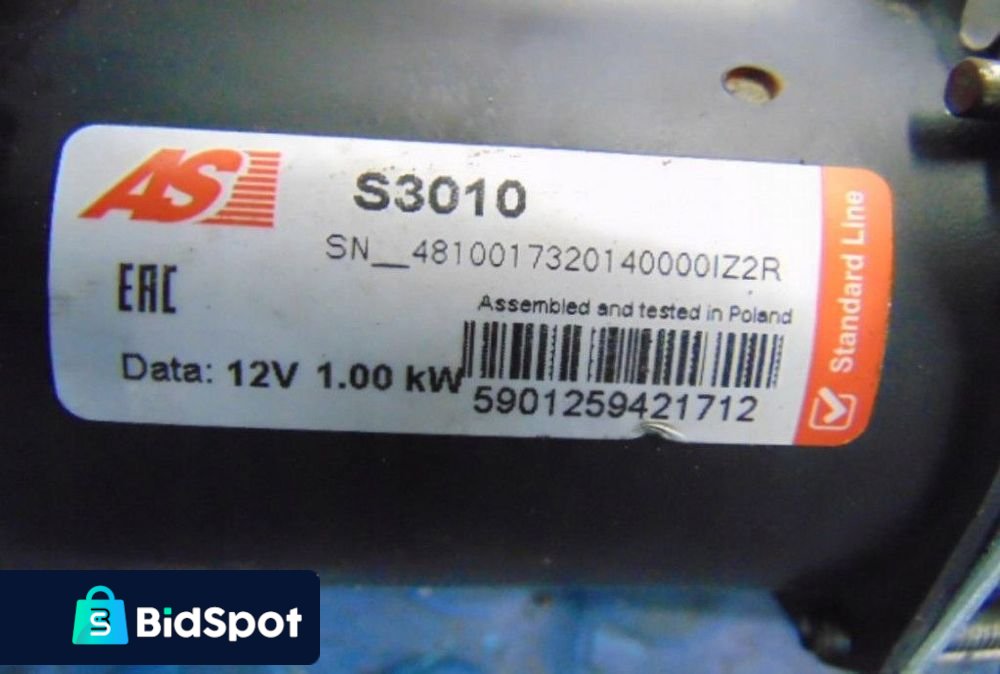 AS
S3010
SN__4810017320140000IZ2R
EAC
Assembled and tested in Poland
Data: 12V 1.00 kW
5901259421712
Standard Line
BidSpot